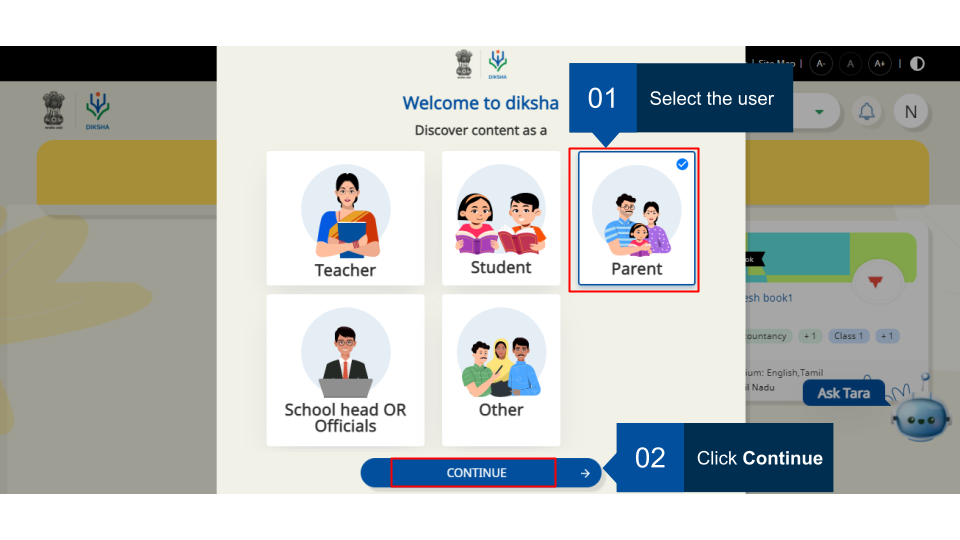 DIKSHA
Site Map | A- A A+ |
DIKSHA
Welcome to diksha
01 Select the user
N
Discover content as a
Teacher
Student
Parent
School head OR
Officials
Other
ok
esh book1
countancy + 1 Class 1 + 1
ium: English,Tamil
il Nadu
Ask Tara
CONTINUE
02 Click Continue